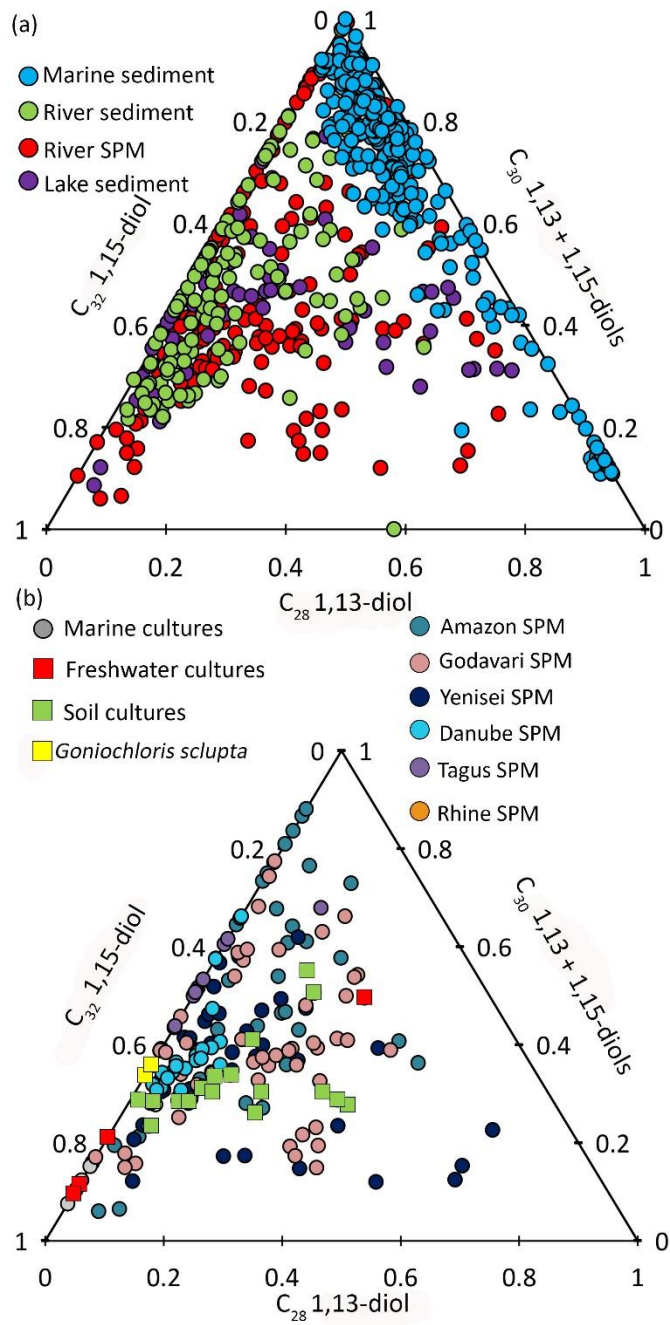 (a)
Marine sediment
River sediment
River SPM
Lake sediment
0 1
0.2 0.8
0.4 0.6
0.6 0.4
0.8 0.2
1 0
C32 1,15-diol
C30 1,13 + 1,15-diols
0 0.2 0.4 0.6 0.8 1
C28 1,13-diol
(b)
Marine cultures
Freshwater cultures
Soil cultures
Goniochloris sclupta
Amazon SPM
Godavari SPM
Yenisei SPM
Danube SPM
Tagus SPM
Rhine SPM
0 1
0.2 0.8
0.4 0.6
0.6 0.4
0.8 0.2
1 0
C32 1,15-diol
C30 1,13 + 1,15-diols
0 0.2 0.4 0.6 0.8 1
C28 1,13-diol